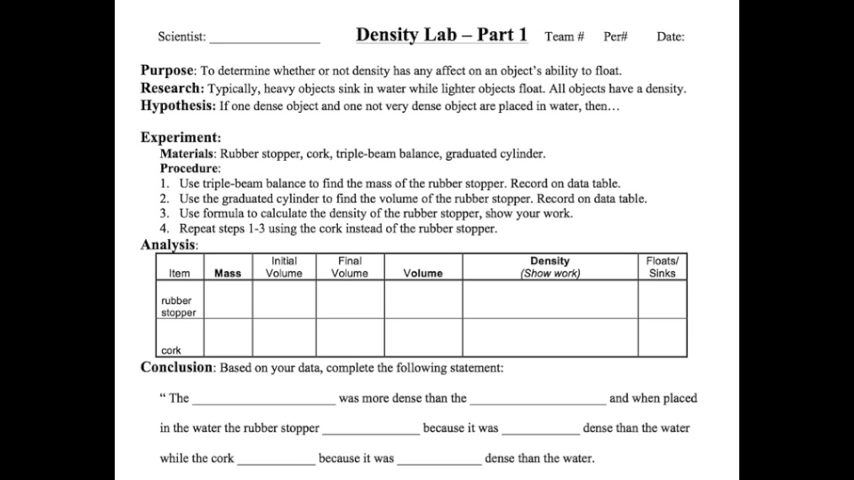 Scientist: ____________________ Density Lab – Part 1 Team # Per# Date:
Purpose: To determine whether or not density has any affect on an object's ability to float.
Research: Typically, heavy objects sink in water while lighter objects float. All objects have a density.
Hypothesis: If one dense object and one not very dense object are placed in water, then…
Experiment:
Materials: Rubber stopper, cork, triple-beam balance, graduated cylinder.
Procedure:
1. Use triple-beam balance to find the mass of the rubber stopper. Record on data table.
2. Use the graduated cylinder to find the volume of the rubber stopper. Record on data table.
3. Use formula to calculate the density of the rubber stopper, show your work.
4. Repeat steps 1-3 using the cork instead of the rubber stopper.
Analysis:
Initial Final Density Floats/
Item Mass Volume Volume Volume (Show work) Sinks
rubber
stopper
cork
Conclusion: Based on your data, complete the following statement:
“ The ________________________ was more dense than the _______________________ and when placed
in the water the rubber stopper ________________ because it was _____________ dense than the water
while the cork _____________ because it was ______________ dense than the water.